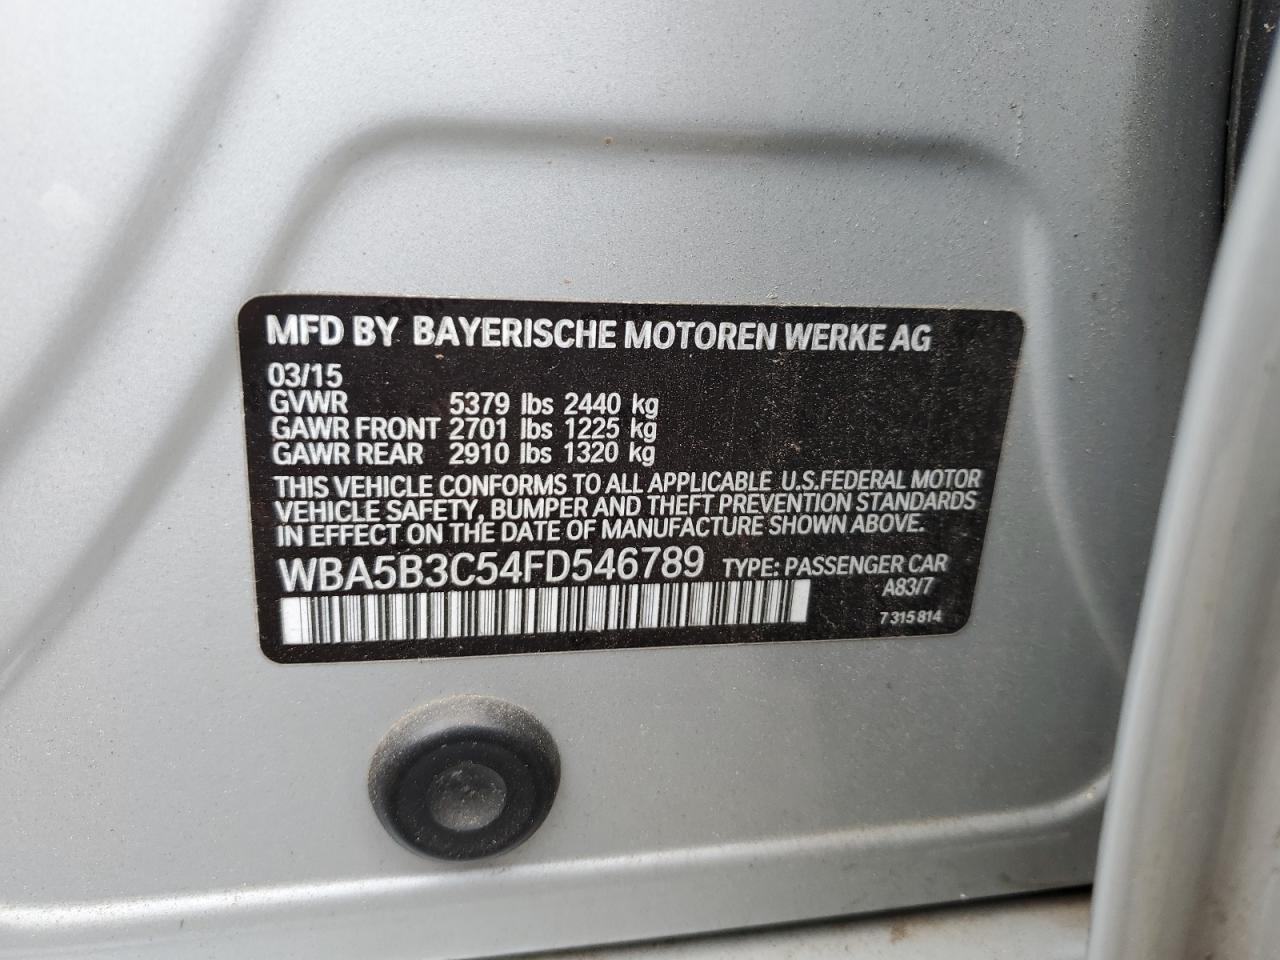 MFD BY BAYERISCHE MOTOREN WERKE AG
03/15
GVWR 5379 lbs 2440 kg
GAWR FRONT 2701 lbs 1225 kg
GAWR REAR 2910 lbs 1320 kg
THIS VEHICLE CONFORMS TO ALL APPLICABLE U.S.FEDERAL MOTOR
VEHICLE SAFETY, BUMPER AND THEFT PREVENTION STANDARDS
IN EFFECT ON THE DATE OF MANUFACTURE SHOWN ABOVE.
WBA5B3C54FD546789 TYPE: PASSENGER CAR
A83/7
7 315 814